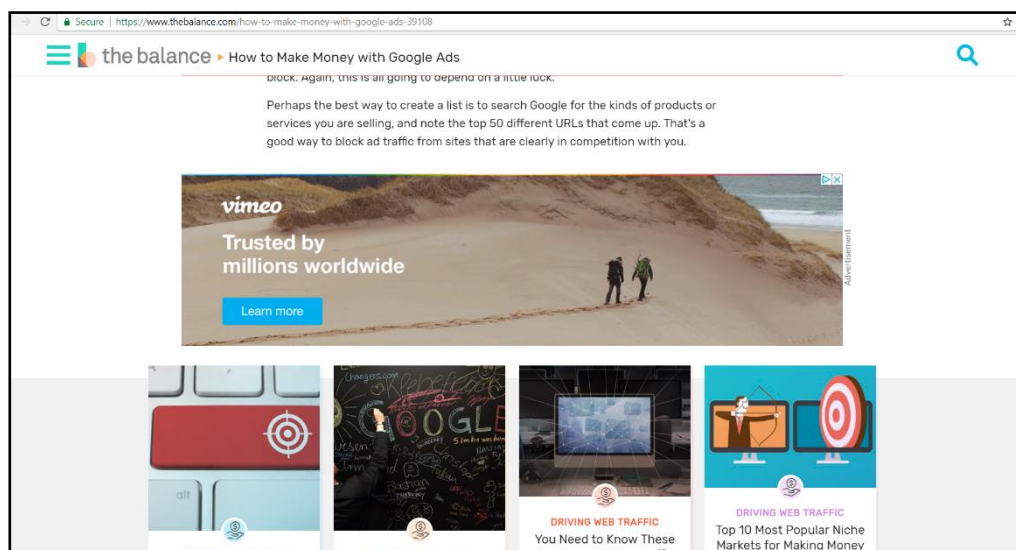 Secure | https://www.thebalance.com/how-to-make-money-with-google-ads-39108
the balance How to Make Money with Google Ads
block. Again, this is all going to depend on a little luck.
Perhaps the best way to create a list is to search Google for the kinds of products or
services you are selling, and note the top 50 different URLs that come up. That's a
good way to block ad traffic from sites that are clearly in competition with you.
vimeo
Trusted by
millions worldwide
Learn more
Advertisement
alt
Changers.com
GOOGLE
Bastian
DRIVING WEB TRAFFIC
You Need to Know These
DRIVING WEB TRAFFIC
Top 10 Most Popular Niche
Markets for Making Money